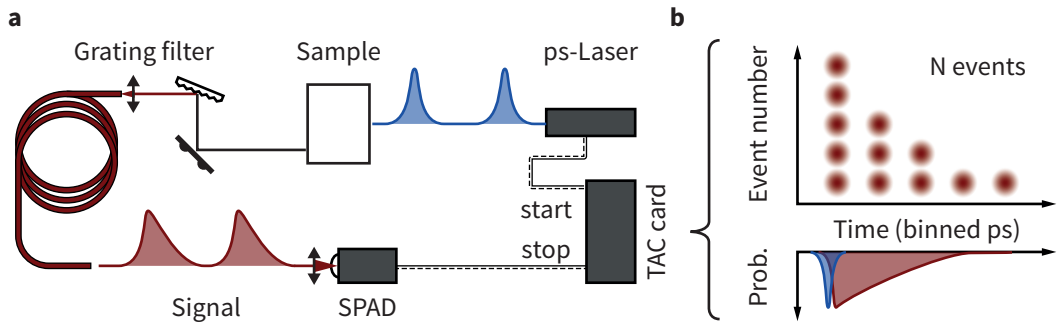 a
Grating filter
Sample
ps-Laser
start
stop
TAC card
Signal
SPAD
b
Event number
N events
Time (binned ps)
Prob.